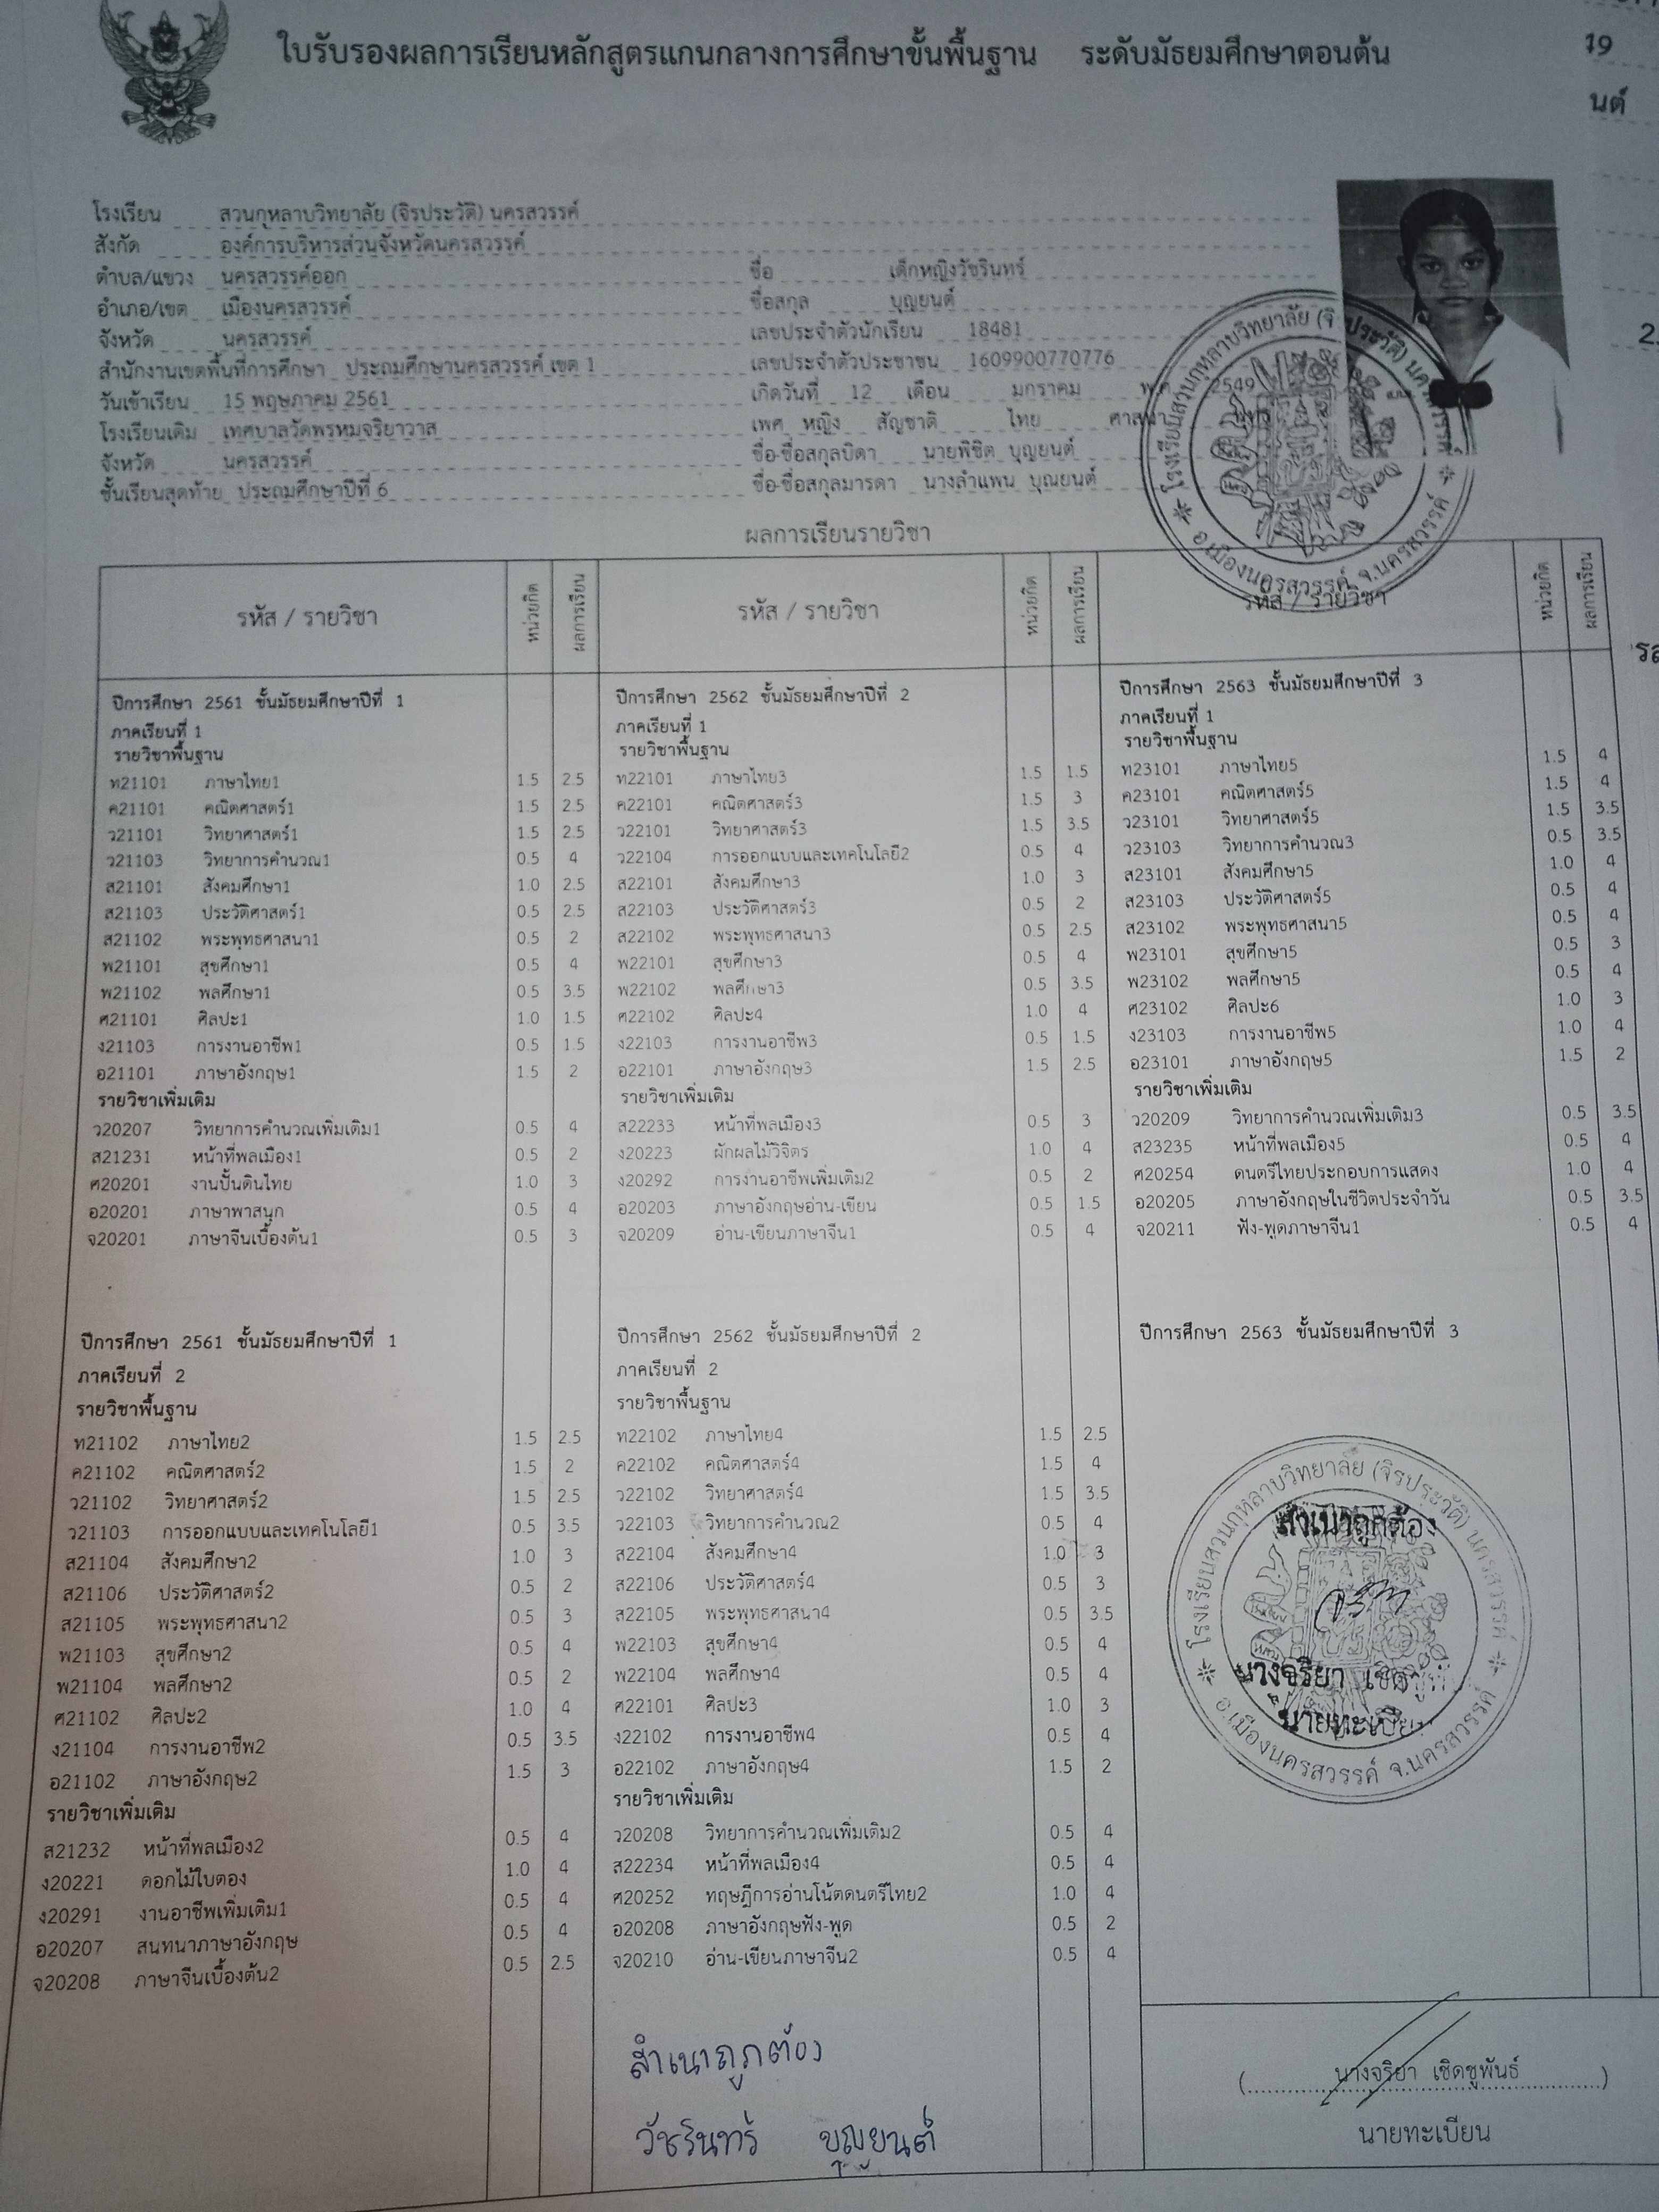 ใบรับรองผลการเรียนหลักสูตรแกนกลางการศึกษาขั้นพื้นฐาน ระดับมัธยมศึกษาตอนต้น
19
นต์
โรงเรียน สวนกุหลาบวิทยาลัย (จิรประวัติ) นครสวรรค์
สังกัด องค์การบริหารส่วนจังหวัดนครสวรรค์
ตำบล/แขวง นครสวรรค์ออก
อำเภอ/เขต เมืองนครสวรรค์
จังหวัด นครสวรรค์
สำนักงานเขตพื้นที่การศึกษา ประถมศึกษานครสวรรค์ เขต 1
วันเข้าเรียน 15 พฤษภาคม 2561
โรงเรียนเดิม เทศบาลวัดพรหมจริยาวาส
จังหวัด นครสวรรค์
ชั้นเรียนสุดท้าย ประถมศึกษาปีที่ 6
ชื่อ เด็กหญิงวัชรินทร์
ชื่อสกุล บุญยนต์
เลขประจำตัวนักเรียน 18481
เลขประจำตัวประชาชน 1609900770776
เกิดวันที่ 12 เดือน มกราคม พ.ศ. 2549
เพศ หญิง สัญชาติ ไทย ศาสนา
ชื่อ-ชื่อสกุลบิดา นายพิชิต บุญยนต์
ชื่อ-ชื่อสกุลมารดา นางลำแพน บุณยนต์
โรงเรียนสวนกุหลาบวิทยาลัย (จิรประวัติ) นครสวรรค์
อ.เมืองนครสวรรค์ จ.นครสวรรค์
ผลการเรียนรายวิชา
รหัส / รายวิชา หน่วยกิต ผลการเรียน รหัส / รายวิชา หน่วยกิต ผลการเรียน รหัส / รายวิชา หน่วยกิต ผลการเรียน
ปีการศึกษา 2561 ชั้นมัธยมศึกษาปีที่ 1
ภาคเรียนที่ 1
รายวิชาพื้นฐาน
ท21101 ภาษาไทย1 1.5 2.5
ค21101 คณิตศาสตร์1 1.5 2.5
ว21101 วิทยาศาสตร์1 1.5 2.5
ว21103 วิทยาการคำนวณ1 0.5 4
ส21101 สังคมศึกษา1 1.0 2.5
ส21103 ประวัติศาสตร์1 0.5 2.5
ส21102 พระพุทธศาสนา1 0.5 2
พ21101 สุขศึกษา1 0.5 4
พ21102 พลศึกษา1 0.5 3.5
ศ21101 ศิลปะ1 1.0 1.5
ง21103 การงานอาชีพ1 0.5 1.5
อ21101 ภาษาอังกฤษ1 1.5 2
รายวิชาเพิ่มเติม
ว20207 วิทยาการคำนวณเพิ่มเติม1 0.5 4
ส21231 หน้าที่พลเมือง1 0.5 2
ศ20201 งานปั้นดินไทย 1.0 3
อ20201 ภาษาพาสนุก 0.5 4
จ20201 ภาษาจีนเบื้องต้น1 0.5 3
ปีการศึกษา 2561 ชั้นมัธยมศึกษาปีที่ 1
ภาคเรียนที่ 2
รายวิชาพื้นฐาน
ท21102 ภาษาไทย2 1.5 2.5
ค21102 คณิตศาสตร์2 1.5 2
ว21102 วิทยาศาสตร์2 1.5 2.5
ว21103 การออกแบบและเทคโนโลยี1 0.5 3.5
ส21104 สังคมศึกษา2 1.0 3
ส21106 ประวัติศาสตร์2 0.5 2
ส21105 พระพุทธศาสนา2 0.5 3
พ21103 สุขศึกษา2 0.5 4
พ21104 พลศึกษา2 0.5 2
ศ21102 ศิลปะ2 1.0 4
ง21104 การงานอาชีพ2 0.5 3.5
อ21102 ภาษาอังกฤษ2 1.5 3
รายวิชาเพิ่มเติม
ส21232 หน้าที่พลเมือง2 0.5 4
ง20221 ดอกไม้ใบตอง 1.0 4
ง20291 งานอาชีพเพิ่มเติม1 0.5 4
อ20207 สนทนาภาษาอังกฤษ 0.5 4
จ20208 ภาษาจีนเบื้องต้น2 0.5 2.5
ปีการศึกษา 2562 ชั้นมัธยมศึกษาปีที่ 2
ภาคเรียนที่ 1
รายวิชาพื้นฐาน
ท22101 ภาษาไทย3 1.5 1.5
ค22101 คณิตศาสตร์3 1.5 3
ว22101 วิทยาศาสตร์3 1.5 3.5
ว22104 การออกแบบและเทคโนโลยี2 0.5 4
ส22101 สังคมศึกษา3 1.0 3
ส22103 ประวัติศาสตร์3 0.5 2
ส22102 พระพุทธศาสนา3 0.5 2.5
พ22101 สุขศึกษา3 0.5 4
พ22102 พลศึกษา3 0.5 3.5
ศ22102 ศิลปะ4 1.0 4
ง22103 การงานอาชีพ3 0.5 1.5
อ22101 ภาษาอังกฤษ3 1.5 2.5
รายวิชาเพิ่มเติม
ส22233 หน้าที่พลเมือง3 0.5 3
ง20223 ผักผลไม้วิจิตร 1.0 4
ง20292 การงานอาชีพเพิ่มเติม2 0.5 2
อ20203 ภาษาอังกฤษอ่าน-เขียน 0.5 1.5
จ20209 อ่าน-เขียนภาษาจีน1 0.5 4
ปีการศึกษา 2562 ชั้นมัธยมศึกษาปีที่ 2
ภาคเรียนที่ 2
รายวิชาพื้นฐาน
ท22102 ภาษาไทย4 1.5 2.5
ค22102 คณิตศาสตร์4 1.5 4
ว22102 วิทยาศาสตร์4 1.5 3.5
ว22103 วิทยาการคำนวณ2 0.5 4
ส22104 สังคมศึกษา4 1.0 3
ส22106 ประวัติศาสตร์4 0.5 3
ส22105 พระพุทธศาสนา4 0.5 3.5
พ22103 สุขศึกษา4 0.5 4
พ22104 พลศึกษา4 0.5 4
ศ22101 ศิลปะ3 1.0 3
ง22102 การงานอาชีพ4 0.5 4
อ22102 ภาษาอังกฤษ4 1.5 2
รายวิชาเพิ่มเติม
ว20208 วิทยาการคำนวณเพิ่มเติม2 0.5 4
ส22234 หน้าที่พลเมือง4 0.5 4
ศ20252 ทฤษฎีการอ่านโน้ตดนตรีไทย2 1.0 4
อ20208 ภาษาอังกฤษฟัง-พูด 0.5 2
จ20210 อ่าน-เขียนภาษาจีน2 0.5 4
สำเนาถูกต้อง
วัชรินทร์ บุญยนต์
ปีการศึกษา 2563 ชั้นมัธยมศึกษาปีที่ 3
ภาคเรียนที่ 1
รายวิชาพื้นฐาน
ท23101 ภาษาไทย5 1.5 4
ค23101 คณิตศาสตร์5 1.5 4
ว23101 วิทยาศาสตร์5 1.5 3.5
ว23103 วิทยาการคำนวณ3 0.5 3.5
ส23101 สังคมศึกษา5 1.0 4
ส23103 ประวัติศาสตร์5 0.5 4
ส23102 พระพุทธศาสนา5 0.5 4
พ23101 สุขศึกษา5 0.5 3
พ23102 พลศึกษา5 0.5 4
ศ23102 ศิลปะ6 1.0 3
ง23103 การงานอาชีพ5 1.0 4
อ23101 ภาษาอังกฤษ5 1.5 2
รายวิชาเพิ่มเติม
ว20209 วิทยาการคำนวณเพิ่มเติม3 0.5 3.5
ส23235 หน้าที่พลเมือง5 0.5 4
ศ20254 ดนตรีไทยประกอบการแสดง 1.0 4
อ20205 ภาษาอังกฤษในชีวิตประจำวัน 0.5 3.5
จ20211 ฟัง-พูดภาษาจีน1 0.5 4
ปีการศึกษา 2563 ชั้นมัธยมศึกษาปีที่ 3
โรงเรียนสวนกุหลาบวิทยาลัย (จิรประวัติ) นครสวรรค์
สำเนาถูกต้อง
นางจริยา เชิดชู
นายทะเบียน
อ.เมืองนครสวรรค์ จ.นครสวรรค์
(นางจริยา เชิดชูพันธ์)
นายทะเบียน